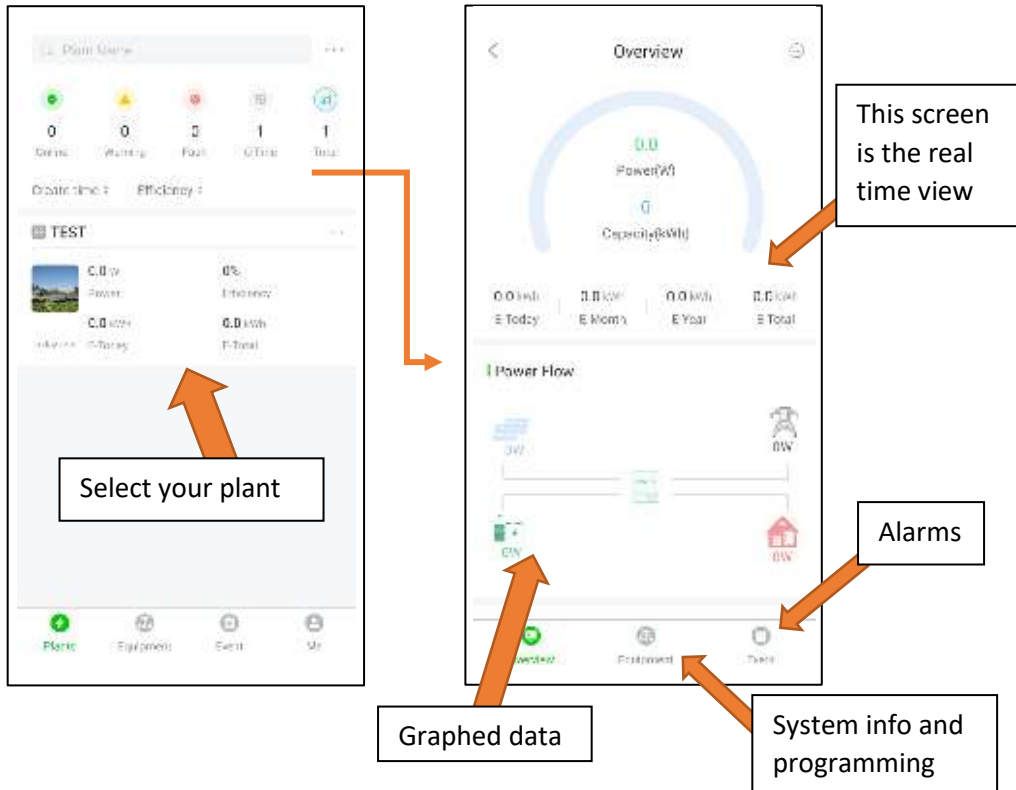 Plant Name
0 0 0 1 1
Online Warning Fault Offline Total
Create time Efficiency
TEST
0.0 W 0%
Power Efficiency
0.0 kWh 0.0 kWh
E-Today E-Total
Select your plant
Plants Equipment Event Me
Overview
0.0
Power(W)
0
Capacity(kWh)
0.0 kWh 0.0 kWh 0.0 kWh 0.0 kWh
E-Today E-Month E-Year E-Total
Power Flow
0W 0W
0W 0W
Overview Equipment Event
This screen
is the real
time view
Alarms
Graphed data
System info and
programming